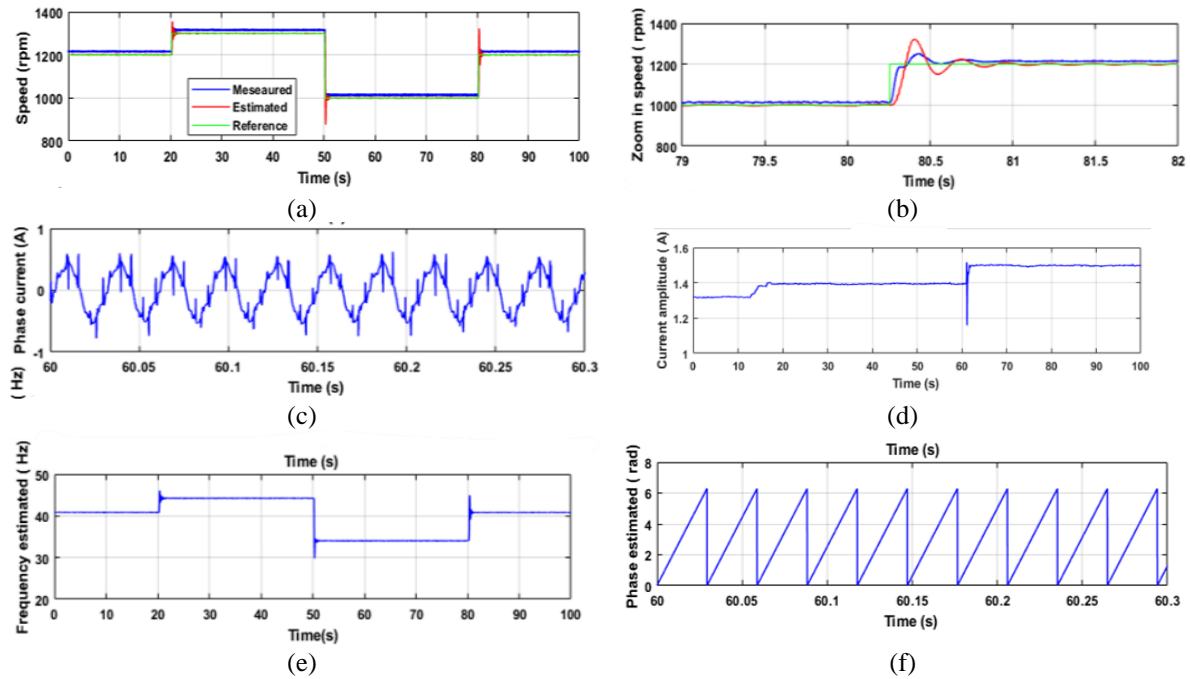 Speed (rpm)
1400
1200
1000
800
Meseaured
Estimated
Reference
0 10 20 30 40 50 60 70 80 90 100
Time (s)
(a)
Zoom in speed ( rpm)
1400
1200
1000
800
79 79.5 80 80.5 81 81.5 82
Time (s)
(b)
Phase current (A)
1
0
-1
60 60.05 60.1 60.15 60.2 60.25 60.3
Time (s)
(c)
Current amplitude ( A)
1.6
1.4
1.2
1
0 10 20 30 40 50 60 70 80 90 100
Time (s)
(d)
( Hz)
Time (s)
Frequency estimated ( Hz)
50
40
30
20
0 10 20 30 40 50 60 70 80 90 100
Time(s)
(e)
Time (s)
Phase estimated ( rad)
8
6
4
2
0
60 60.05 60.1 60.15 60.2 60.25 60.3
Time (s)
(f)